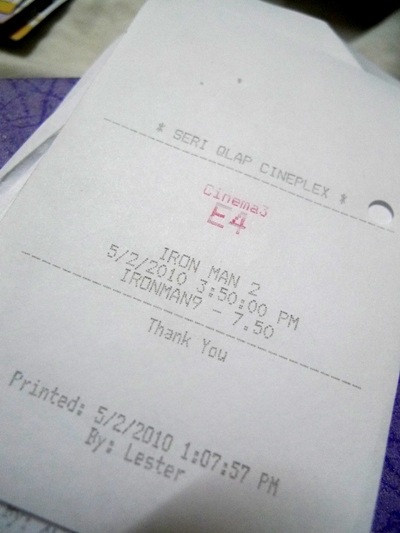 * SERI QLAP CINEPLEX *
Cinema3
E4
IRON MAN 2
5/2/2010 3:50:00 PM
IRONMAN9 - 7.50
Thank You
Printed: 5/2/2010 1:07:57 PM
By: Lester